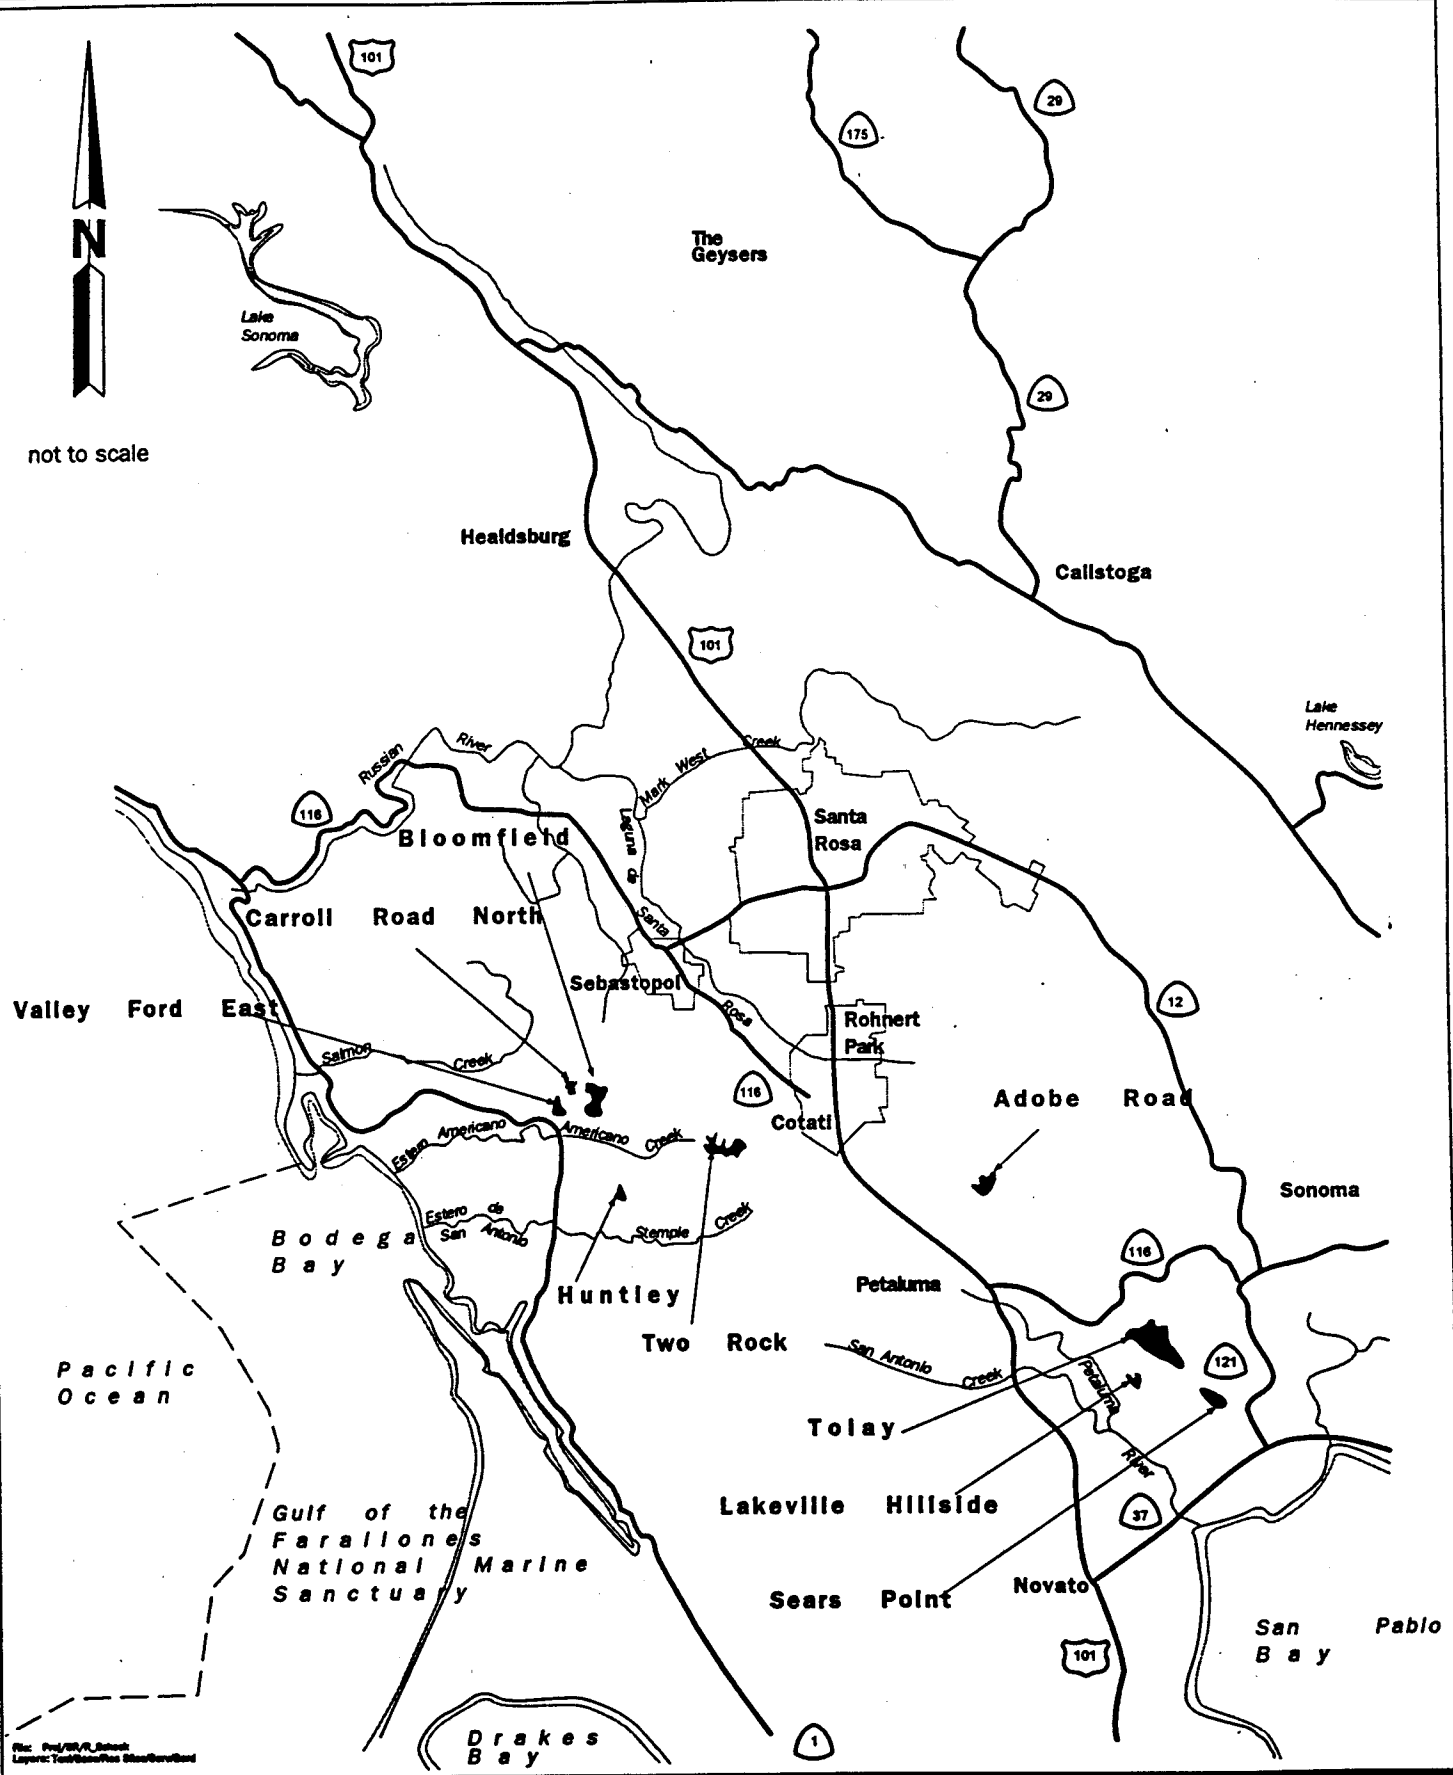 101
29
175
The
Geysers
N
Lake
Sonoma
29
not to scale
Healdsburg
Calistoga
101
Lake
Hennessey
Russian
River
Mark West Creek
116
Bloomfield
Laguna de Santa Rosa
Santa
Rosa
Carroll Road North
Sebastopol
Valley Ford East
12
Rohnert
Park
Salmon Creek
116
Adobe Road
Cotati
Estero Americano
Americano Creek
Sonoma
Estero de
San Antonio
Stemple Creek
Bodega
Bay
116
Huntley
Petaluma
Two Rock
San Antonio Creek
Petaluma
River
121
Pacific
Ocean
Tolay
Lakeville Hillside
37
Gulf of the
Farallones
National Marine
Sanctuary
Sears Point
Novato
San Pablo
Bay
101
Drakes
Bay
1